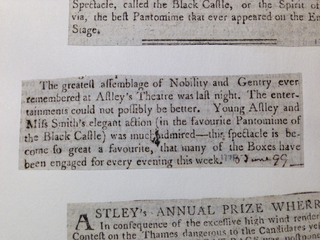 Spectacle, called the Black Castle, or the Spirit of
via, the best Pantomime that ever appeared on the En
Stage.
The greatest assemblage of Nobility and Gentry ever
remembered at Astley's Theatre was last night. The enter-
tainments could not possibly be better. Young Astley and
Miss Smith's elegant action (in the favourite Pantomime of
the Black Castle) was much admired—this spectacle is be-
come so great a favourite, that many of the Boxes have
been engaged for every evening this week. June 99
ASTLEY's ANNUAL PRIZE WHERR
In consequence of the excessive high wind render
Contest on the Thames dangerous to the Candidates yes